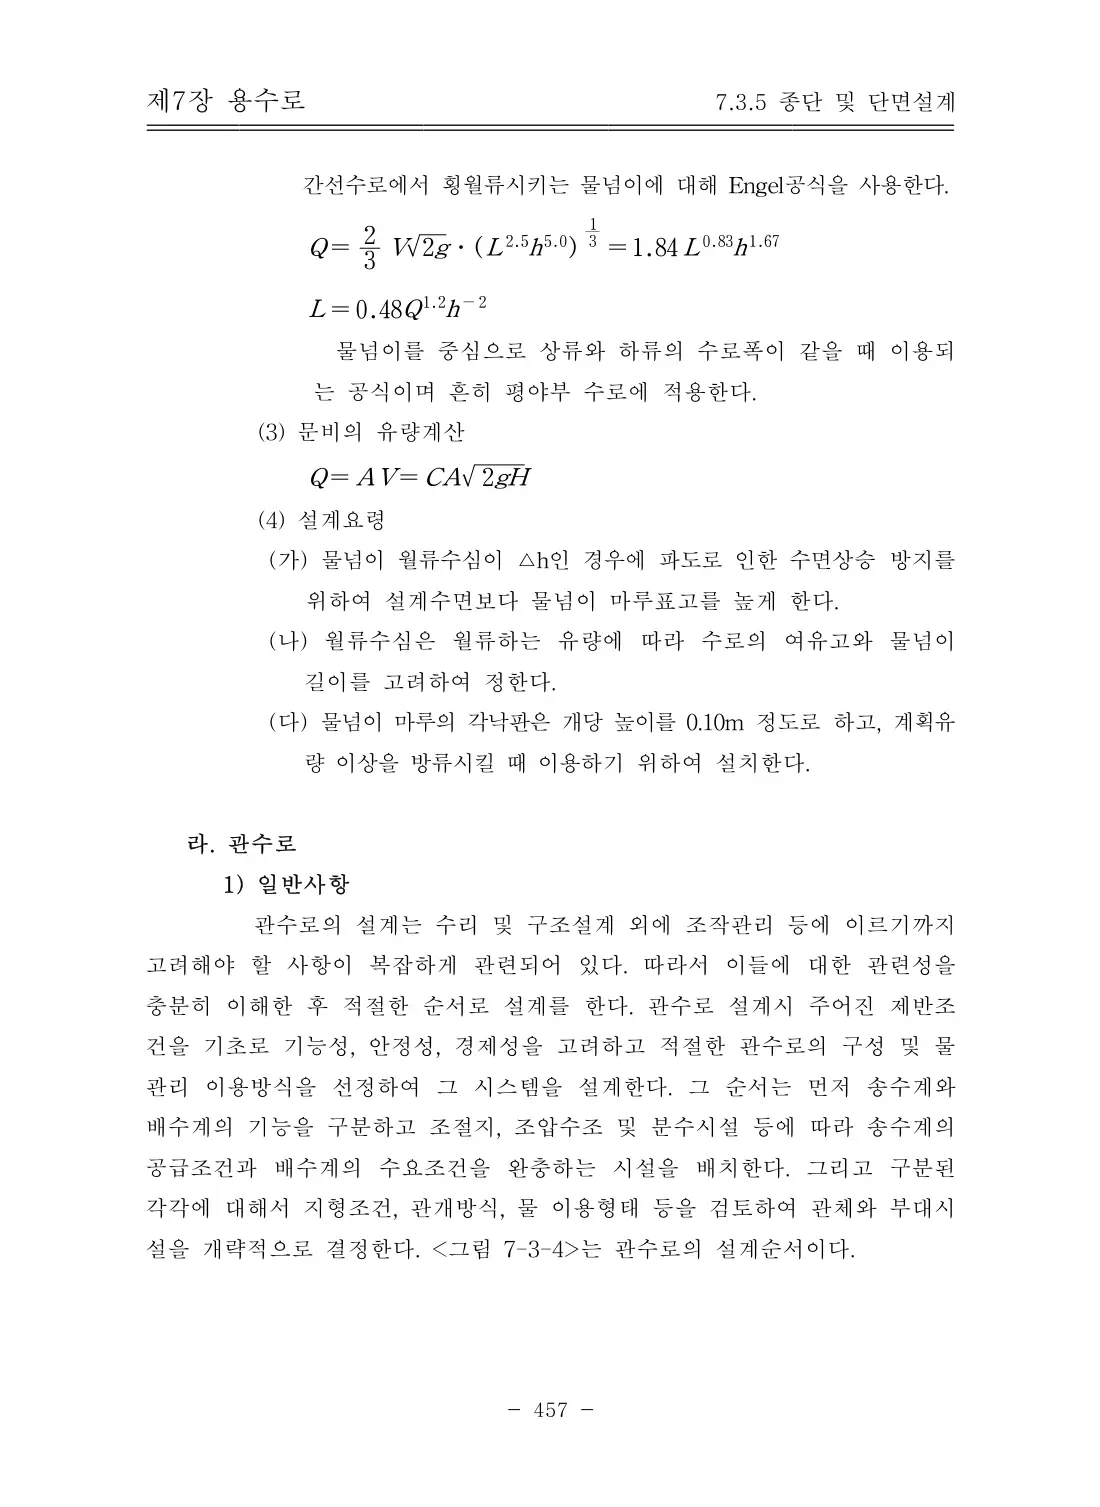 제7장 용수로
7.3.5 종단 및 단면설계
간선수로에서 횡월류시키는 물넘이에 대해 Engel공식을 사용한다.
Q = 2/3 V√2g · (L^2.5 h^5.0)^1/3 = 1.84 L^0.83 h^1.67
L = 0.48Q^1.2 h^-2
물넘이를 중심으로 상류와 하류의 수로폭이 같을 때 이용되
는 공식이며 흔히 평야부 수로에 적용한다.
(3) 문비의 유량계산
Q = A V = CA√2gH
(4) 설계요령
(가) 물넘이 월류수심이 △h인 경우에 파도로 인한 수면상승 방지를
위하여 설계수면보다 물넘이 마루표고를 높게 한다.
(나) 월류수심은 월류하는 유량에 따라 수로의 여유고와 물넘이
길이를 고려하여 정한다.
(다) 물넘이 마루의 각낙판은 개당 높이를 0.10m 정도로 하고, 계획유
량 이상을 방류시킬 때 이용하기 위하여 설치한다.
라. 관수로
1) 일반사항
관수로의 설계는 수리 및 구조설계 외에 조작관리 등에 이르기까지
고려해야 할 사항이 복잡하게 관련되어 있다. 따라서 이들에 대한 관련성을
충분히 이해한 후 적절한 순서로 설계를 한다. 관수로 설계시 주어진 제반조
건을 기초로 기능성, 안정성, 경제성을 고려하고 적절한 관수로의 구성 및 물
관리 이용방식을 선정하여 그 시스템을 설계한다. 그 순서는 먼저 송수계와
배수계의 기능을 구분하고 조절지, 조압수조 및 분수시설 등에 따라 송수계의
공급조건과 배수계의 수요조건을 완충하는 시설을 배치한다. 그리고 구분된
각각에 대해서 지형조건, 관개방식, 물 이용형태 등을 검토하여 관체와 부대시
설을 개략적으로 결정한다. <그림 7-3-4>는 관수로의 설계순서이다.
- 457 -